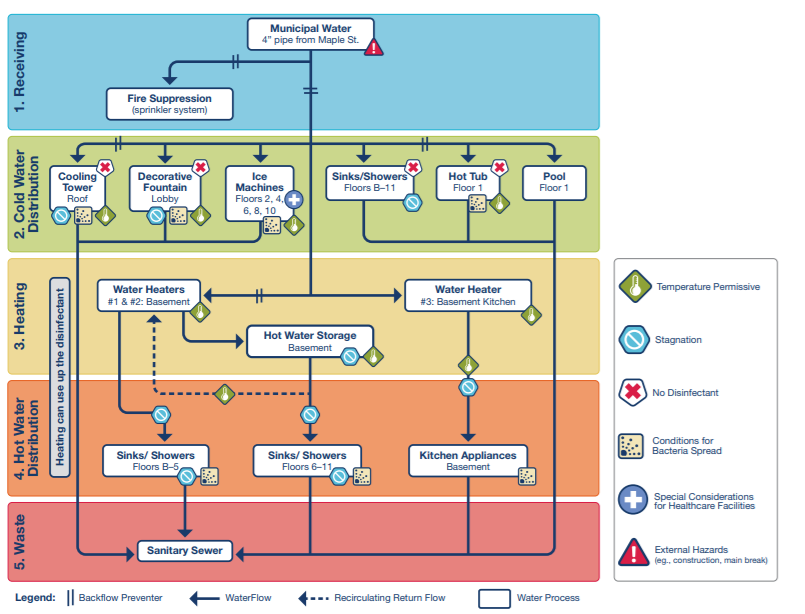 1. Receiving
Municipal Water
4" pipe from Maple St.
Fire Suppression
(sprinkler system)
2. Cold Water
Distribution
Cooling
Tower
Roof
Decorative
Fountain
Lobby
Ice
Machines
Floors 2, 4,
6, 8, 10
Sinks/Showers
Floors B–11
Hot Tub
Floor 1
Pool
Floor 1
3. Heating
Heating can use up the disinfectant
Water Heaters
#1 & #2: Basement
Water Heater
#3: Basement Kitchen
Hot Water Storage
Basement
4. Hot Water
Distribution
Sinks/ Showers
Floors B–5
Sinks/ Showers
Floors 6–11
Kitchen Appliances
Basement
5. Waste
Sanitary Sewer
Temperature Permissive
Stagnation
No Disinfectant
Conditions for
Bacteria Spread
Special Considerations
for Healthcare Facilities
External Hazards
(eg., construction, main break)
Legend:
Backflow Preventer
WaterFlow
Recirculating Return Flow
Water Process